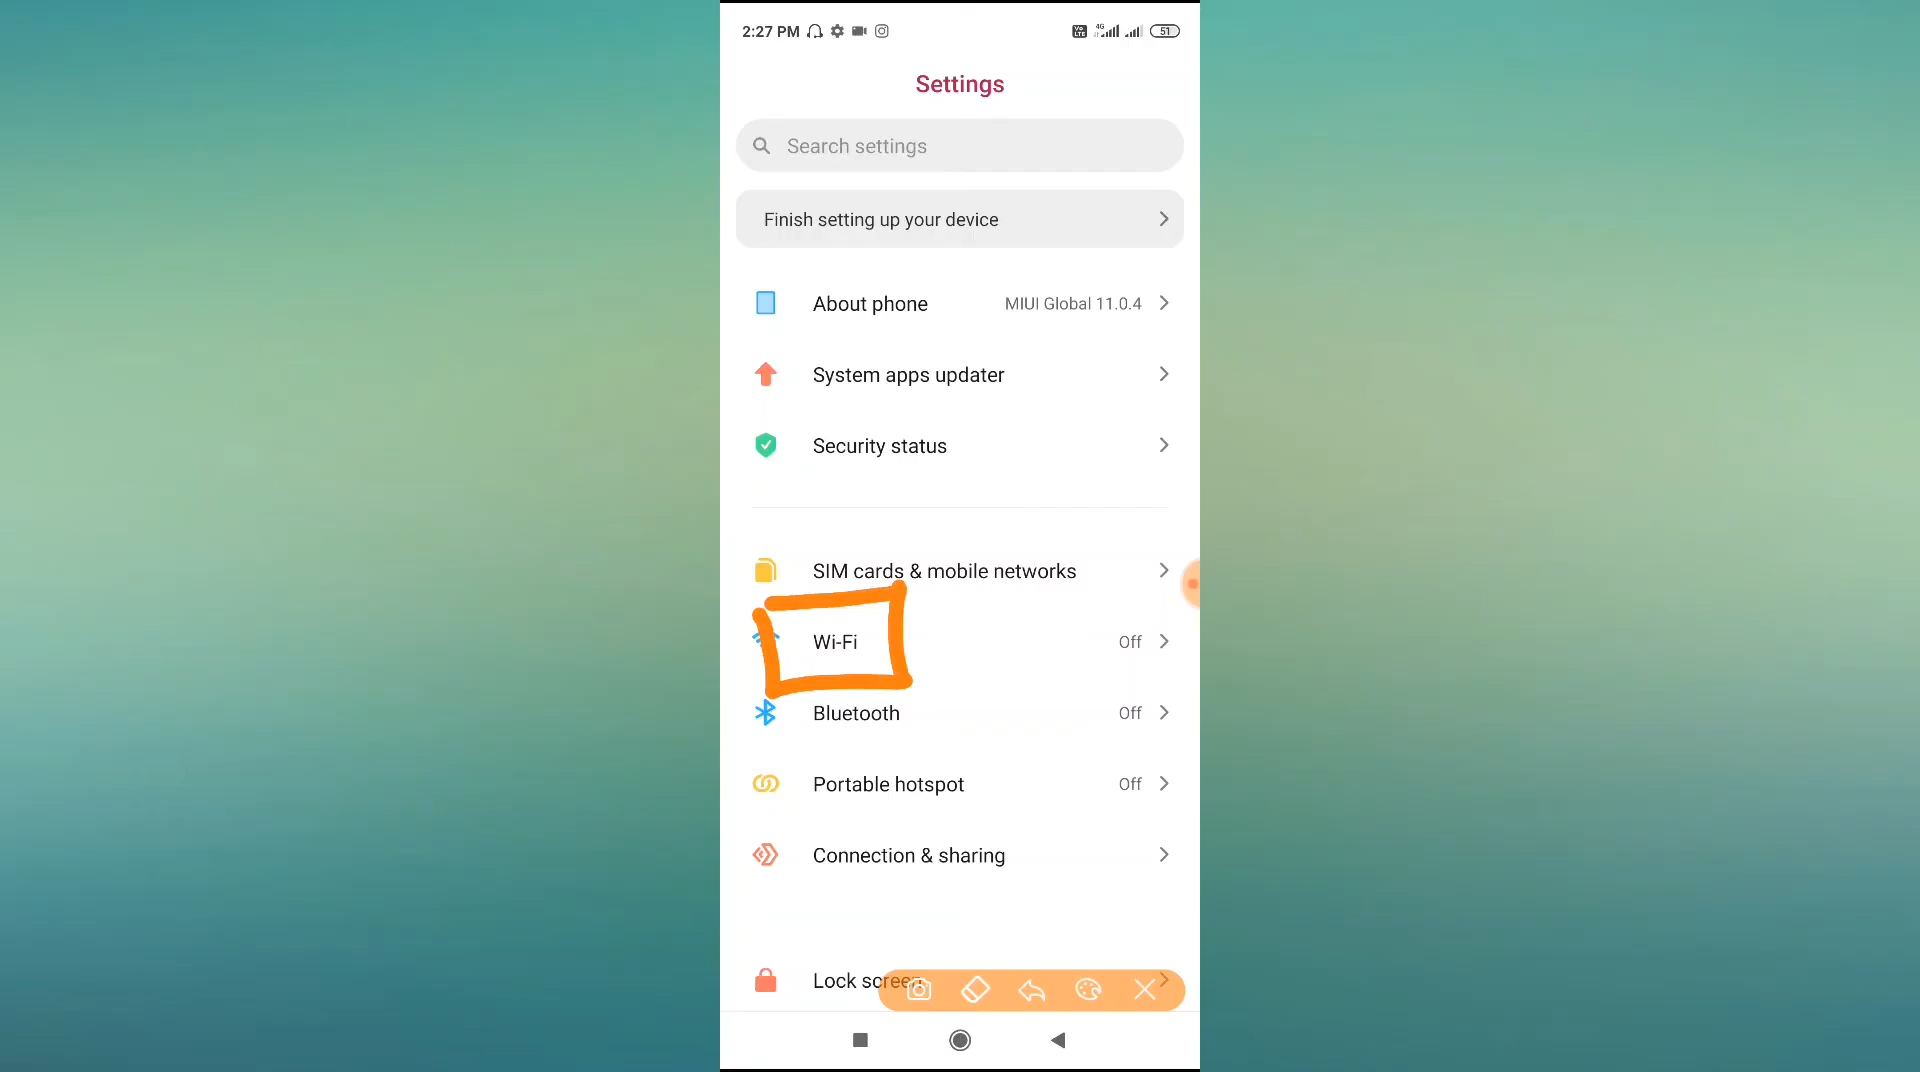 2:27 PM 4G 51
Settings
Search settings
Finish setting up your device
About phone MIUI Global 11.0.4
System apps updater
Security status
SIM cards & mobile networks
Wi-Fi Off
Bluetooth Off
Portable hotspot Off
Connection & sharing
Lock screen